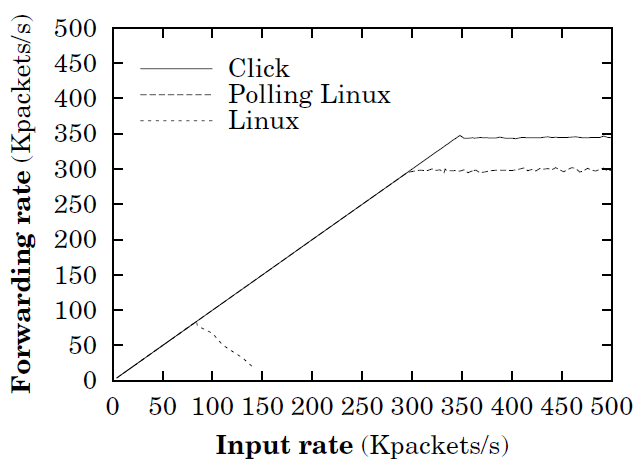 Forwarding rate (Kpackets/s)
500
450
400
350
300
250
200
150
100
50
0
Click
Polling Linux
Linux
0 50 100 150 200 250 300 350 400 450 500
Input rate (Kpackets/s)